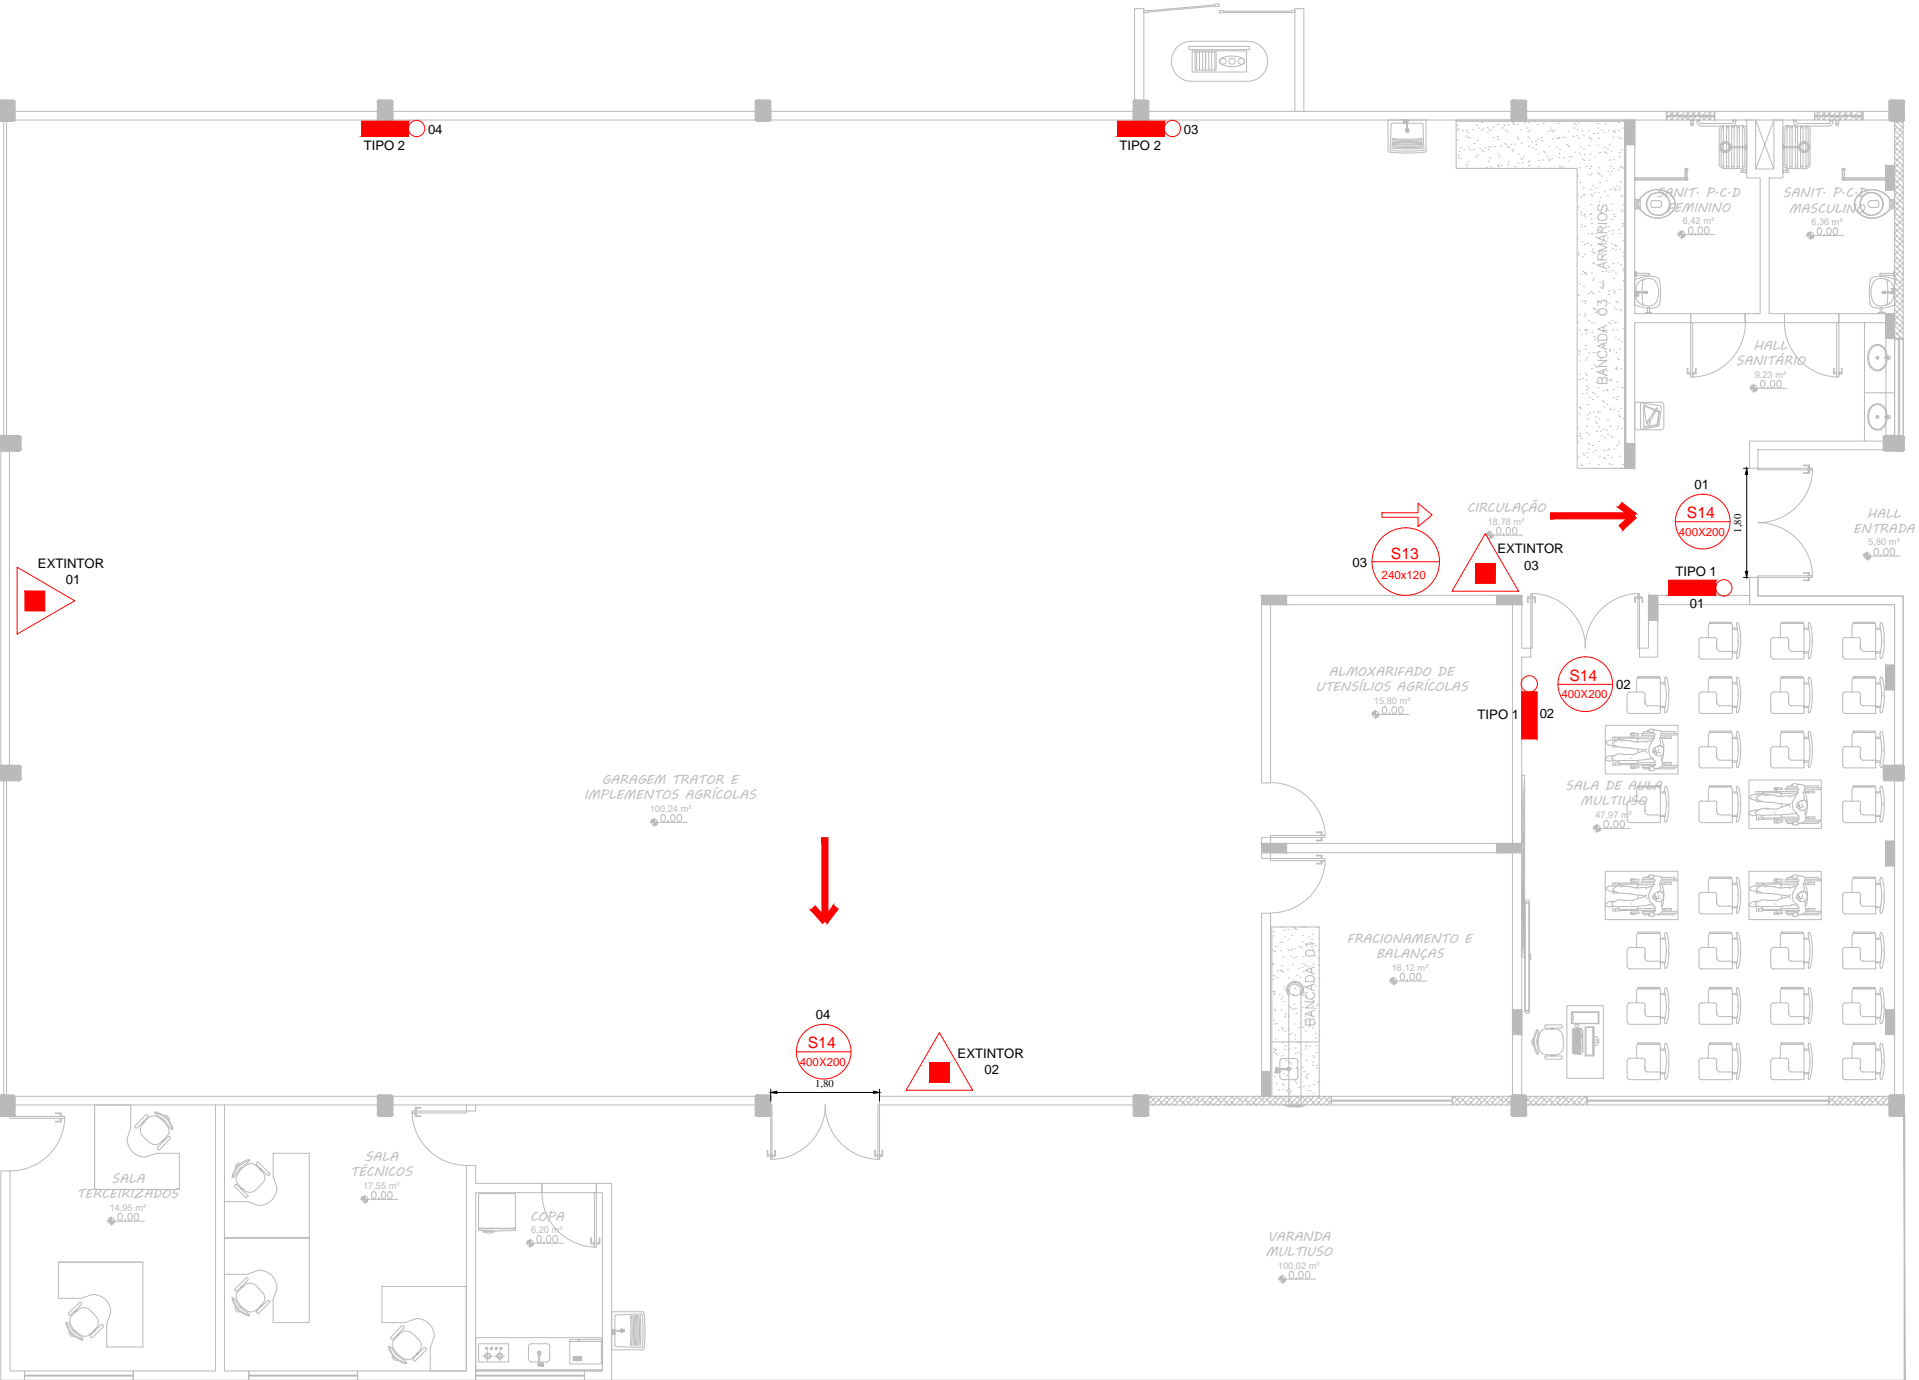 04
TIPO 2
03
TIPO 2
SANIT. P.C.D
FEMININO
6,42 m²
0,00
SANIT. P.C.D
MASCULINO
6,36 m²
0,00
BANCADA 03 - ARMÁRIOS
HALL
SANITÁRIO
9,23 m²
0,00
01
S14
400X200
1,80
HALL
ENTRADA
5,80 m²
0,00
CIRCULAÇÃO
18,78 m²
0,00
03
S13
240x120
EXTINTOR
03
EXTINTOR
01
TIPO 1
01
ALMOXARIFADO DE
UTENSÍLIOS AGRÍCOLAS
15,80 m²
0,00
S14
400X200
02
TIPO 1
02
GARAGEM TRATOR E
IMPLEMENTOS AGRÍCOLAS
100,24 m²
0,00
SALA DE AULA
MULTIUSO
47,97 m²
0,00
FRACIONAMENTO E
BALANÇAS
16,12 m²
0,00
BANCADA 01
04
S14
400X200
1,80
EXTINTOR
02
SALA
TERCEIRIZADOS
14,95 m²
0,00
SALA
TÉCNICOS
17,55 m²
0,00
COPA
6,20 m²
0,00
VARANDA
MULTIUSO
100,02 m²
0,00